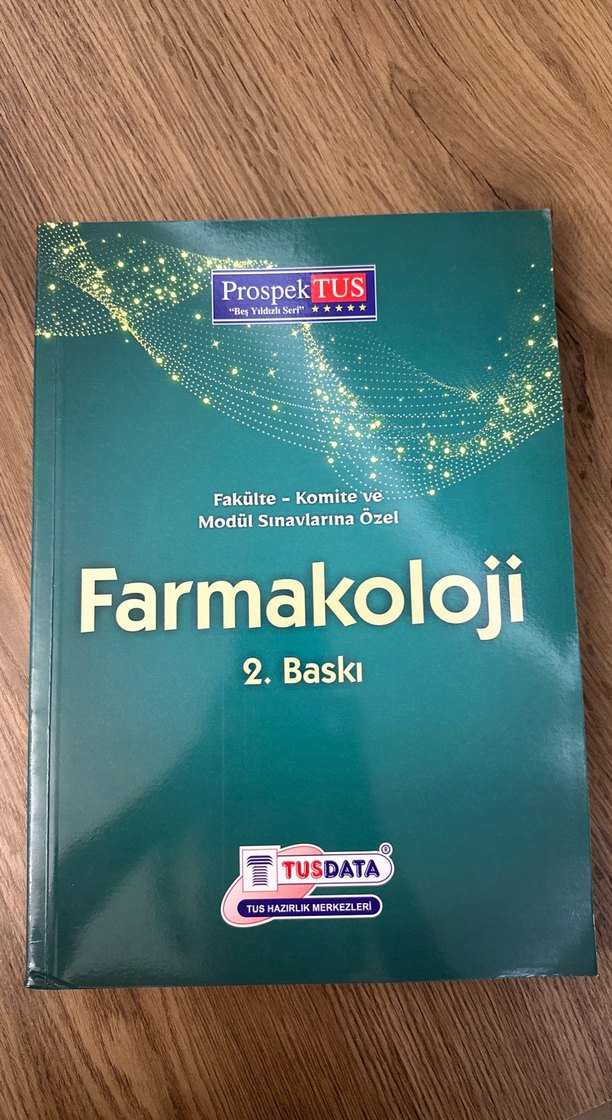 ProspekTUS
"Beş Yıldızlı Seri"
Fakülte - Komite ve
Modül Sınavlarına Özel
Farmakoloji
2. Baskı
TUSDATA®
TUS HAZIRLIK MERKEZLERİ